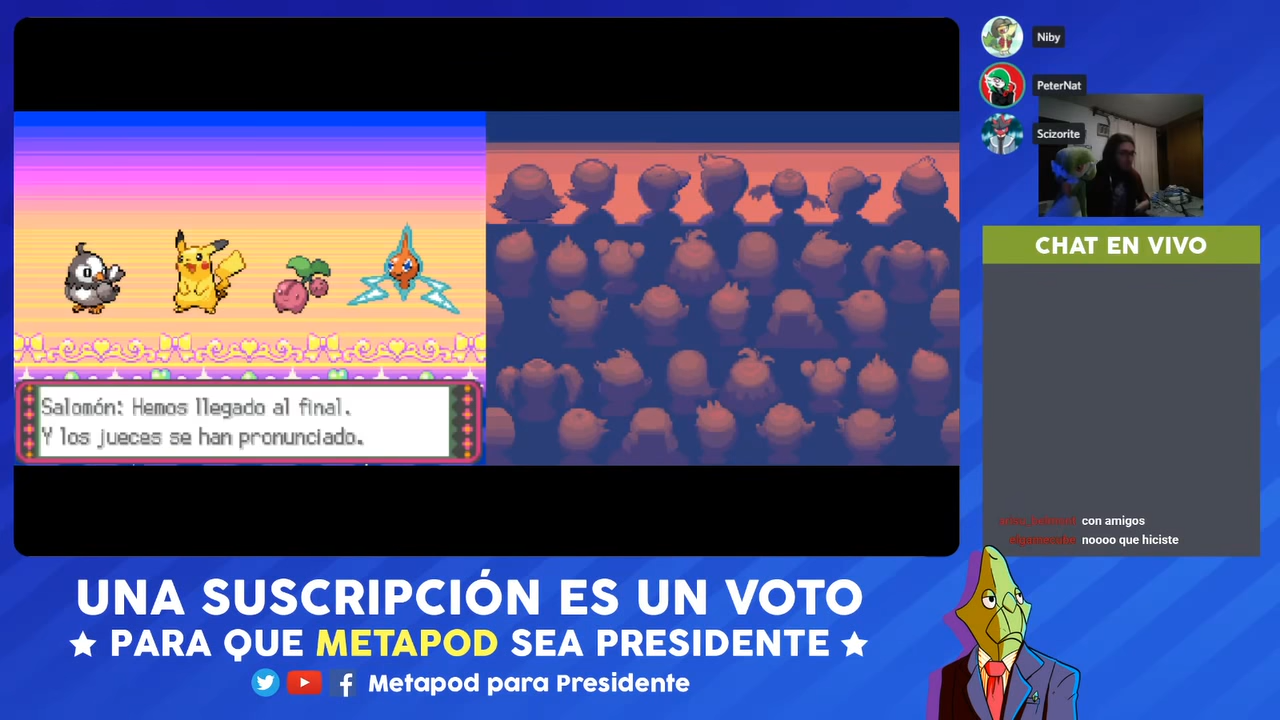 Niby
PeterNat
Scizorite
CHAT EN VIVO
Salomón: Hemos llegado al final.
Y los jueces se han pronunciado.
con amigos
noooo que hiciste
UNA SUSCRIPCIÓN ES UN VOTO
★ PARA QUE METAPOD SEA PRESIDENTE ★
Metapod para Presidente